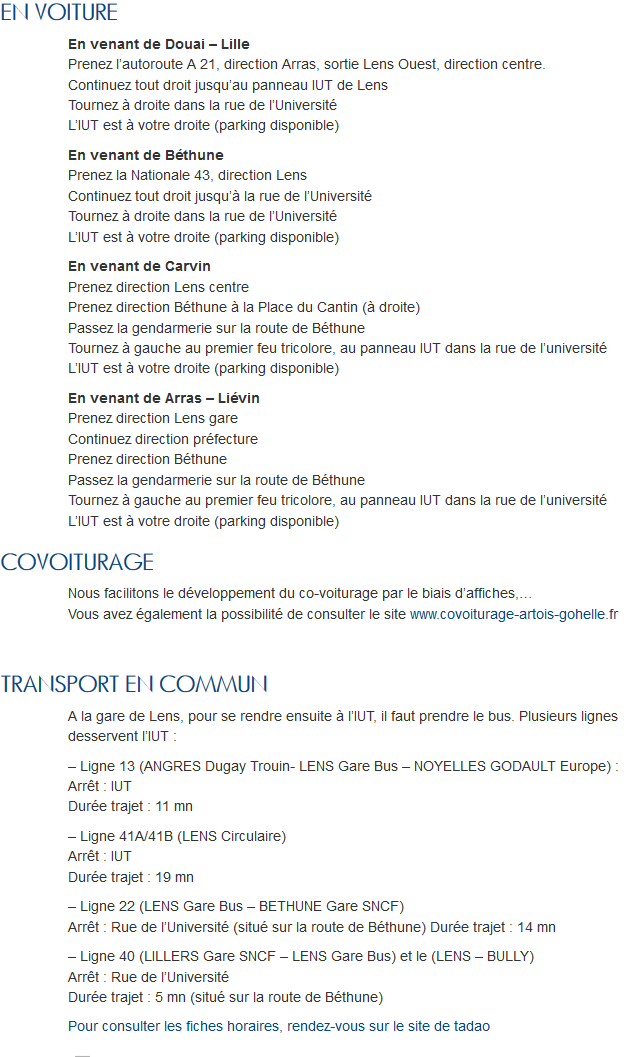 EN VOITURE
En venant de Douai – Lille
Prenez l’autoroute A 21, direction Arras, sortie Lens Ouest, direction centre.
Continuez tout droit jusqu’au panneau IUT de Lens
Tournez à droite dans la rue de l’Université
L’IUT est à votre droite (parking disponible)
En venant de Béthune
Prenez la Nationale 43, direction Lens
Continuez tout droit jusqu’à la rue de l’Université
Tournez à droite dans la rue de l’Université
L’IUT est à votre droite (parking disponible)
En venant de Carvin
Prenez direction Lens centre
Prenez direction Béthune à la Place du Cantin (à droite)
Passez la gendarmerie sur la route de Béthune
Tournez à gauche au premier feu tricolore, au panneau IUT dans la rue de l’université
L’IUT est à votre droite (parking disponible)
En venant de Arras – Liévin
Prenez direction Lens gare
Continuez direction préfecture
Prenez direction Béthune
Passez la gendarmerie sur la route de Béthune
Tournez à gauche au premier feu tricolore, au panneau IUT dans la rue de l’université
L’IUT est à votre droite (parking disponible)
COVOITURAGE
Nous facilitons le développement du co-voiturage par le biais d’affiches,…
Vous avez également la possibilité de consulter le site www.covoiturage-artois-gohelle.fr
TRANSPORT EN COMMUN
A la gare de Lens, pour se rendre ensuite à l’IUT, il faut prendre le bus. Plusieurs lignes
desservent l’IUT :
– Ligne 13 (ANGRES Dugay Trouin- LENS Gare Bus – NOYELLES GODAULT Europe) :
Arrêt : IUT
Durée trajet : 11 mn
– Ligne 41A/41B (LENS Circulaire)
Arrêt : IUT
Durée trajet : 19 mn
– Ligne 22 (LENS Gare Bus – BETHUNE Gare SNCF)
Arrêt : Rue de l’Université (situé sur la route de Béthune) Durée trajet : 14 mn
– Ligne 40 (LILLERS Gare SNCF – LENS Gare Bus) et le (LENS – BULLY)
Arrêt : Rue de l’Université
Durée trajet : 5 mn (situé sur la route de Béthune)
Pour consulter les fiches horaires, rendez-vous sur le site de tadao